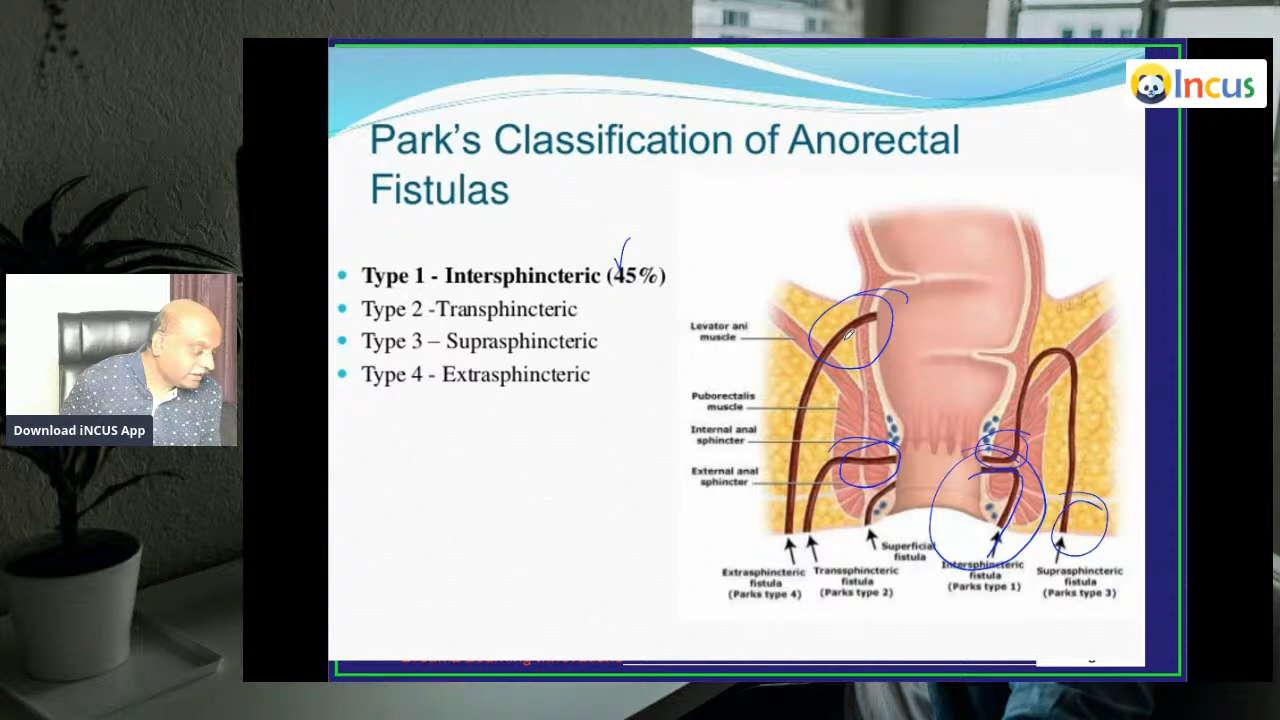 Incus
Park's Classification of Anorectal
Fistulas
Type 1 - Intersphincteric (45%)
Type 2 -Transphincteric
Type 3 – Suprasphincteric
Type 4 - Extrasphincteric
Levator ani
muscle
Puborectalis
muscle
Internal anal
sphincter
External anal
sphincter
Extrasphincteric
fistula
(Parks type 4)
Transsphincteric
fistula
(Parks type 2)
Superficial
fistula
Intersphincteric
fistula
(Parks type 1)
Suprasphincteric
fistula
(Parks type 3)
Download iNCUS App